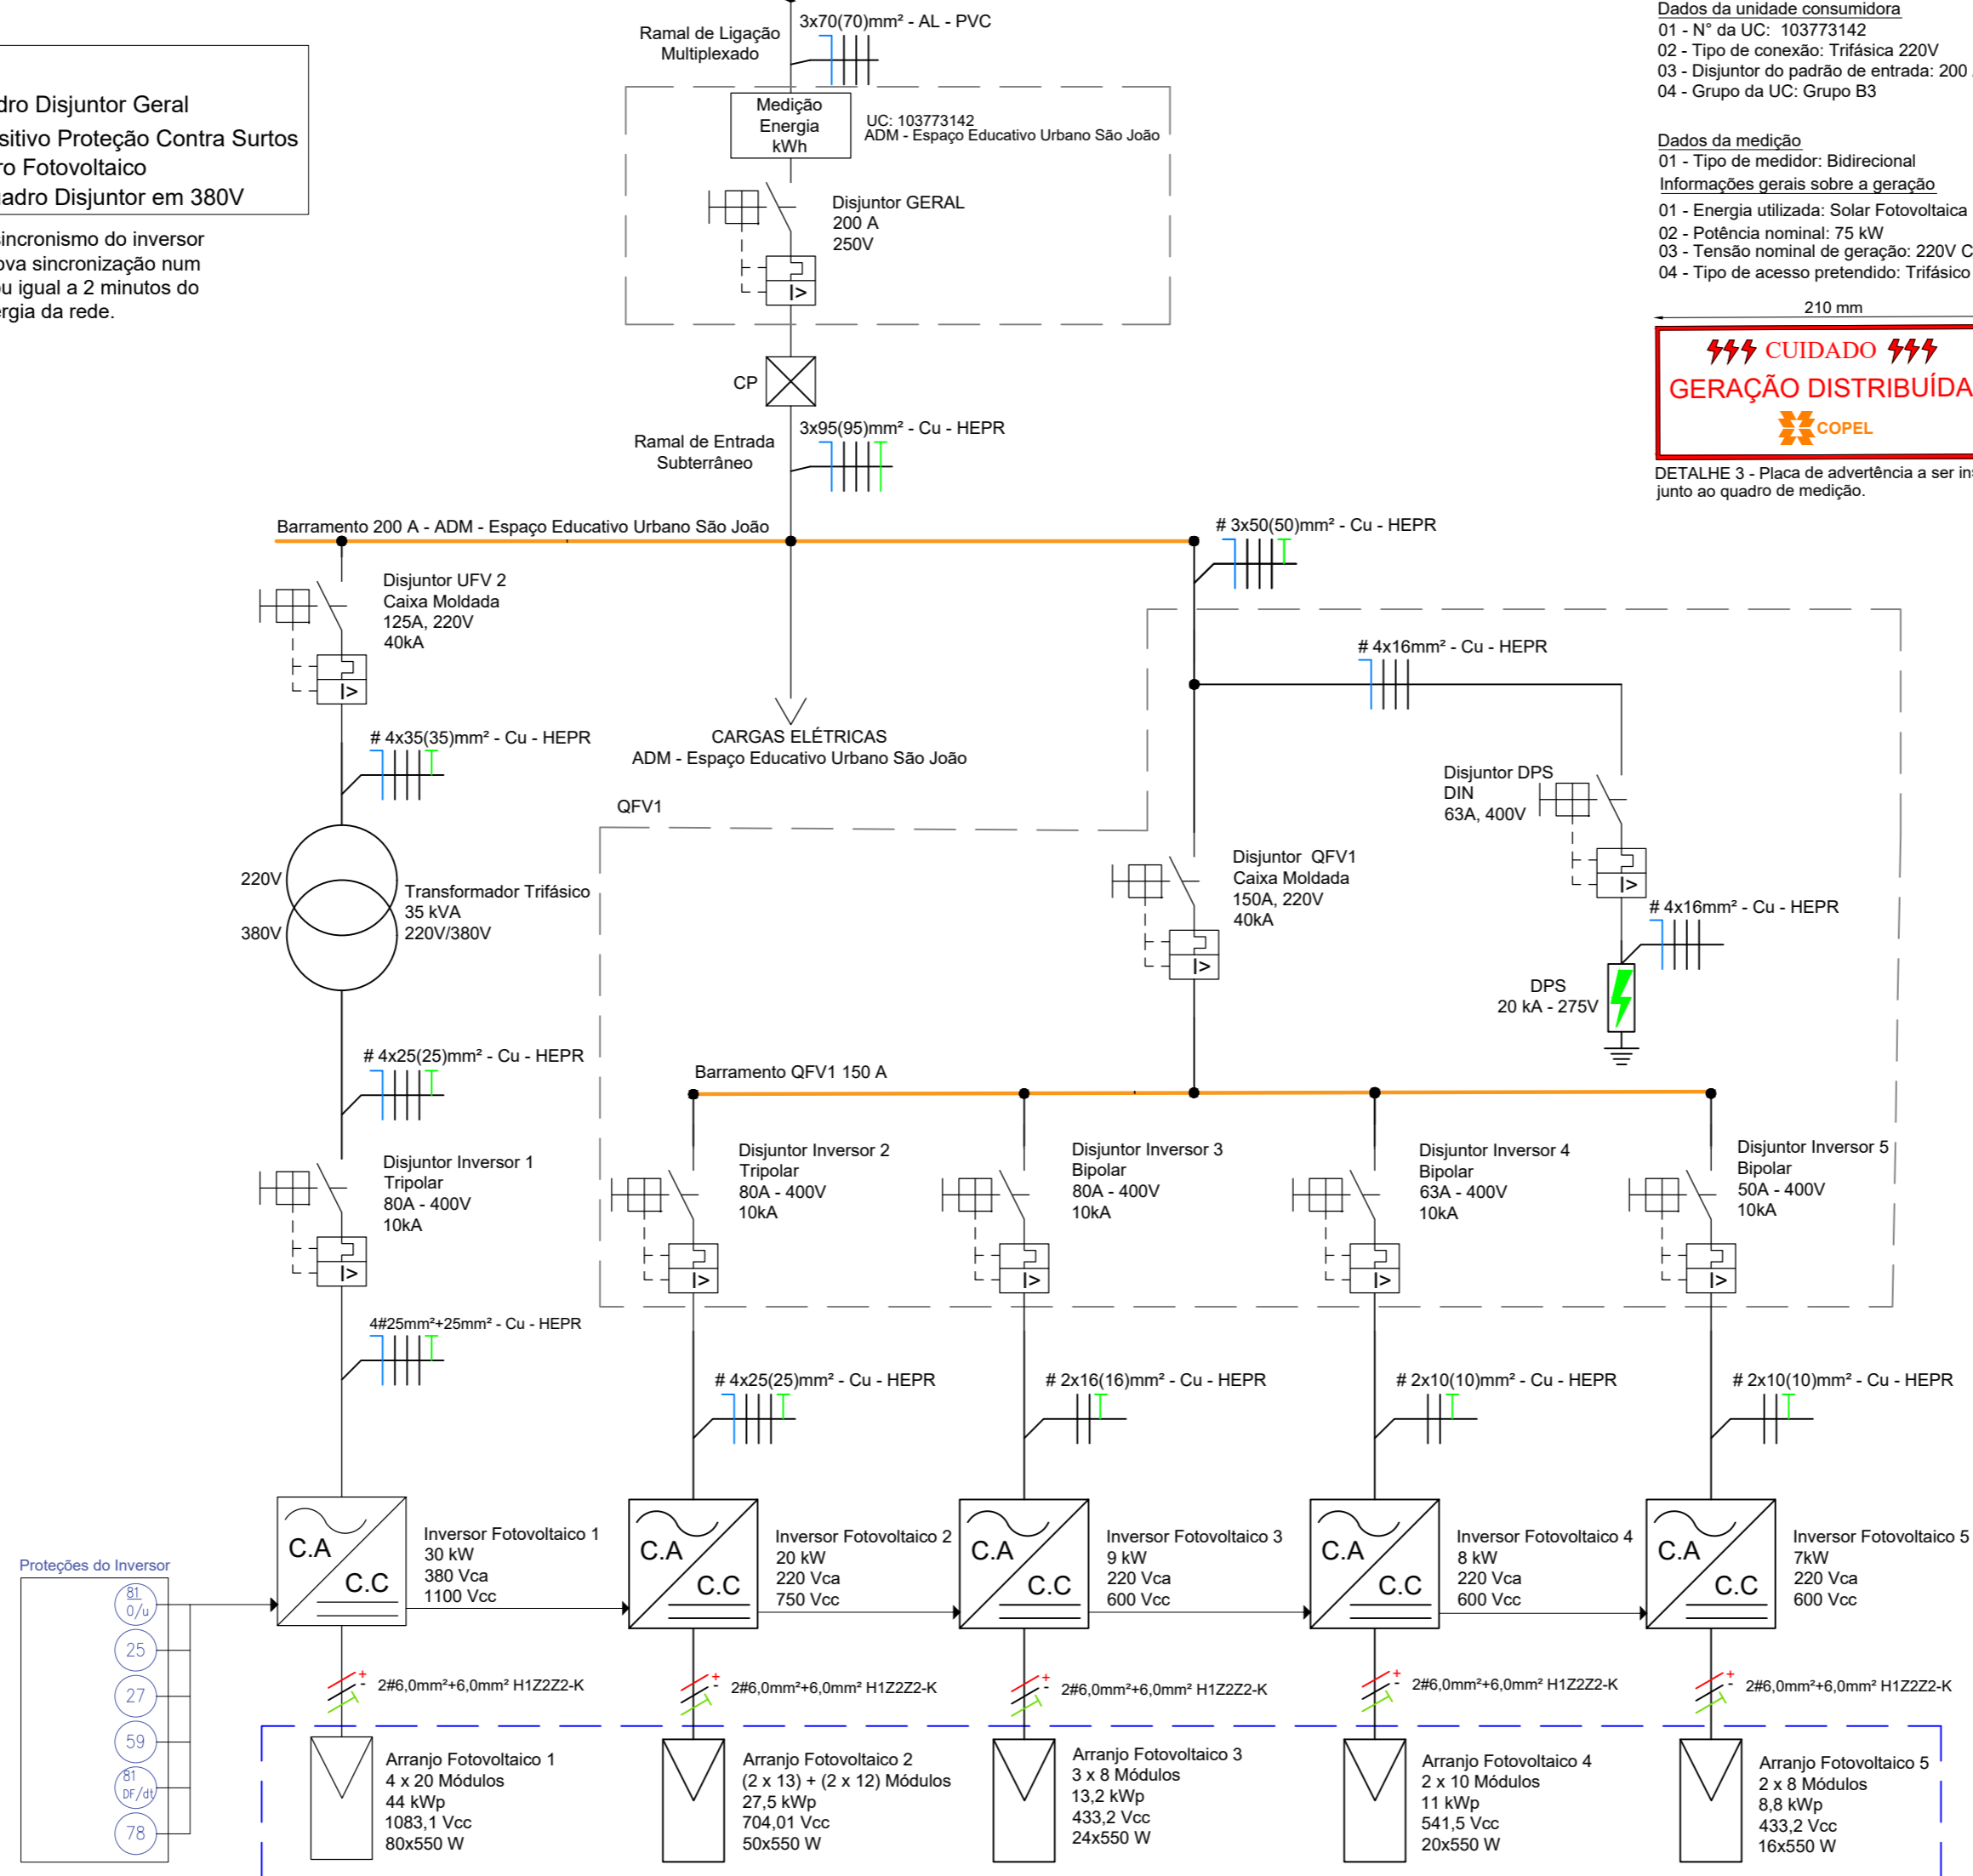 dro Disjuntor Geral
sitivo Proteção Contra Surtos
ro Fotovoltaico
uadro Disjuntor em 380V
sincronismo do inversor
ova sincronização num
ou igual a 2 minutos do
ergia da rede.
Ramal de Ligação
Multiplexado
3x70(70)mm² - AL - PVC
Medição
Energia
kWh
UC: 103773142
ADM - Espaço Educativo Urbano São João
Disjuntor GERAL
200 A
250V
I>
CP
Ramal de Entrada
Subterrâneo
3x95(95)mm² - Cu - HEPR
Dados da unidade consumidora
01 - N° da UC: 103773142
02 - Tipo de conexão: Trifásica 220V
03 - Disjuntor do padrão de entrada: 200
04 - Grupo da UC: Grupo B3
Dados da medição
01 - Tipo de medidor: Bidirecional
Informações gerais sobre a geração
01 - Energia utilizada: Solar Fotovoltaica
02 - Potência nominal: 75 kW
03 - Tensão nominal de geração: 220V C
04 - Tipo de acesso pretendido: Trifásico
210 mm
CUIDADO
GERAÇÃO DISTRIBUÍDA
COPEL
DETALHE 3 - Placa de advertência a ser in
junto ao quadro de medição.
Barramento 200 A - ADM - Espaço Educativo Urbano São João
# 3x50(50)mm² - Cu - HEPR
Disjuntor UFV 2
Caixa Moldada
125A, 220V
40kA
I>
# 4x35(35)mm² - Cu - HEPR
CARGAS ELÉTRICAS
ADM - Espaço Educativo Urbano São João
# 4x16mm² - Cu - HEPR
Disjuntor DPS
DIN
63A, 400V
I>
QFV1
Disjuntor QFV1
Caixa Moldada
150A, 220V
40kA
I>
# 4x16mm² - Cu - HEPR
DPS
20 kA - 275V
220V
380V
Transformador Trifásico
35 kVA
220V/380V
# 4x25(25)mm² - Cu - HEPR
Barramento QFV1 150 A
Disjuntor Inversor 1
Tripolar
80A - 400V
10kA
I>
Disjuntor Inversor 2
Tripolar
80A - 400V
10kA
I>
Disjuntor Inversor 3
Bipolar
80A - 400V
10kA
I>
Disjuntor Inversor 4
Bipolar
63A - 400V
10kA
I>
Disjuntor Inversor 5
Bipolar
50A - 400V
10kA
I>
4#25mm²+25mm² - Cu - HEPR
# 4x25(25)mm² - Cu - HEPR
# 2x16(16)mm² - Cu - HEPR
# 2x10(10)mm² - Cu - HEPR
# 2x10(10)mm² - Cu - HEPR
C.A
C.C
Inversor Fotovoltaico 1
30 kW
380 Vca
1100 Vcc
C.A
C.C
Inversor Fotovoltaico 2
20 kW
220 Vca
750 Vcc
C.A
C.C
Inversor Fotovoltaico 3
9 kW
220 Vca
600 Vcc
C.A
C.C
Inversor Fotovoltaico 4
8 kW
220 Vca
600 Vcc
C.A
C.C
Inversor Fotovoltaico 5
7kW
220 Vca
600 Vcc
Proteções do Inversor
81
O/u
25
27
59
81
DF/dt
78
+
-
2#6,0mm²+6,0mm² H1Z2Z2-K
+
-
2#6,0mm²+6,0mm² H1Z2Z2-K
+
-
2#6,0mm²+6,0mm² H1Z2Z2-K
+
-
2#6,0mm²+6,0mm² H1Z2Z2-K
+
-
2#6,0mm²+6,0mm² H1Z2Z2-K
Arranjo Fotovoltaico 1
4 x 20 Módulos
44 kWp
1083,1 Vcc
80x550 W
Arranjo Fotovoltaico 2
(2 x 13) + (2 x 12) Módulos
27,5 kWp
704,01 Vcc
50x550 W
Arranjo Fotovoltaico 3
3 x 8 Módulos
13,2 kWp
433,2 Vcc
24x550 W
Arranjo Fotovoltaico 4
2 x 10 Módulos
11 kWp
541,5 Vcc
20x550 W
Arranjo Fotovoltaico 5
2 x 8 Módulos
8,8 kWp
433,2 Vcc
16x550 W